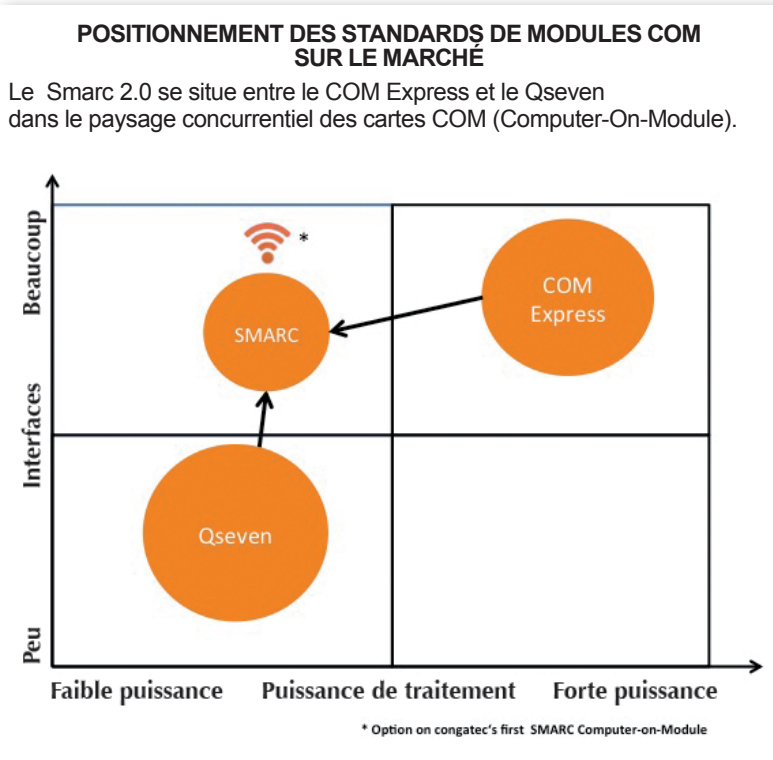 POSITIONNEMENT DES STANDARDS DE MODULES COM
SUR LE MARCHÉ
Le Smarc 2.0 se situe entre le COM Express et le Qseven
dans le paysage concurrentiel des cartes COM (Computer-On-Module).
Beaucoup
*
COM
Express
SMARC
Interfaces
Qseven
Peu
Faible puissance
Puissance de traitement
Forte puissance
* Option on congatec's first SMARC Computer-on-Module